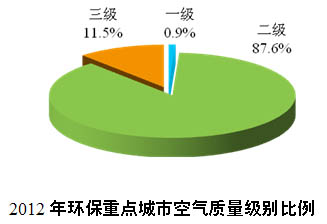 三级
11.5%
一级
0.9%
二级
87.6%
2012 年环保重点城市空气质量级别比例